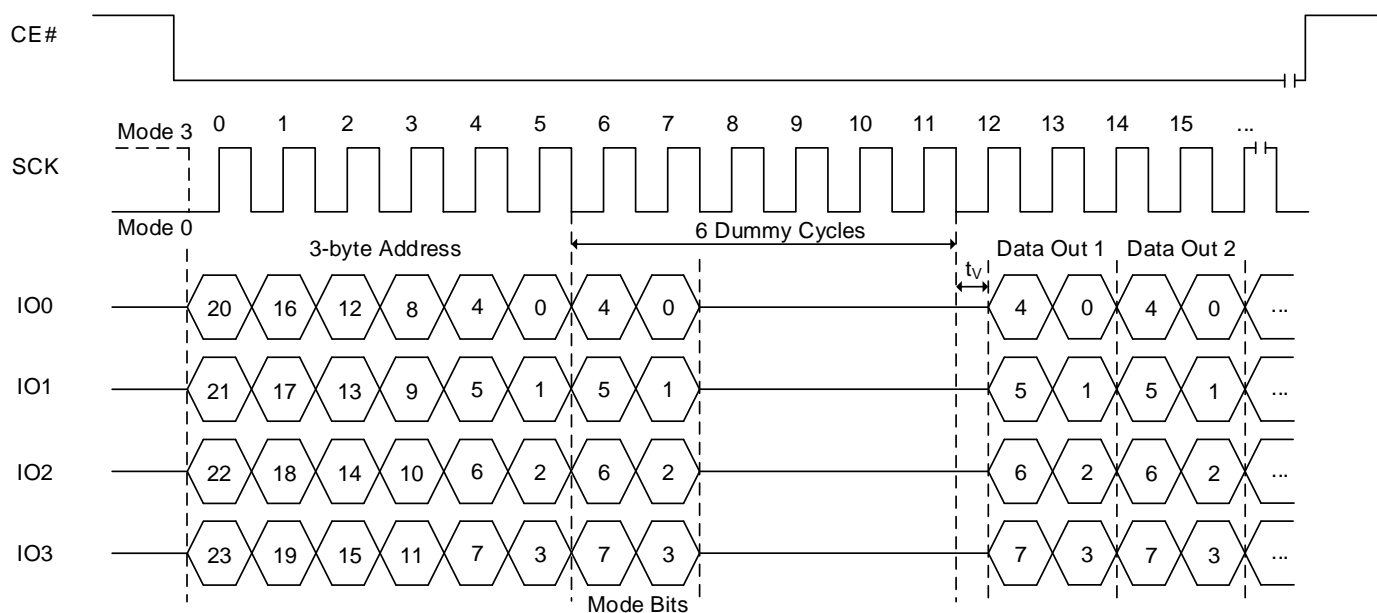 CE#
Mode 3 0 1 2 3 4 5 6 7 8 9 10 11 12 13 14 15 ...
SCK
Mode 0
6 Dummy Cycles
3-byte Address Data Out 1 Data Out 2
tV
IO0 20 16 12 8 4 0 4 0 4 0 4 0 ...
IO1 21 17 13 9 5 1 5 1 5 1 5 1 ...
IO2 22 18 14 10 6 2 6 2 6 2 6 2 ...
IO3 23 19 15 11 7 3 7 3 7 3 7 3 ...
Mode Bits